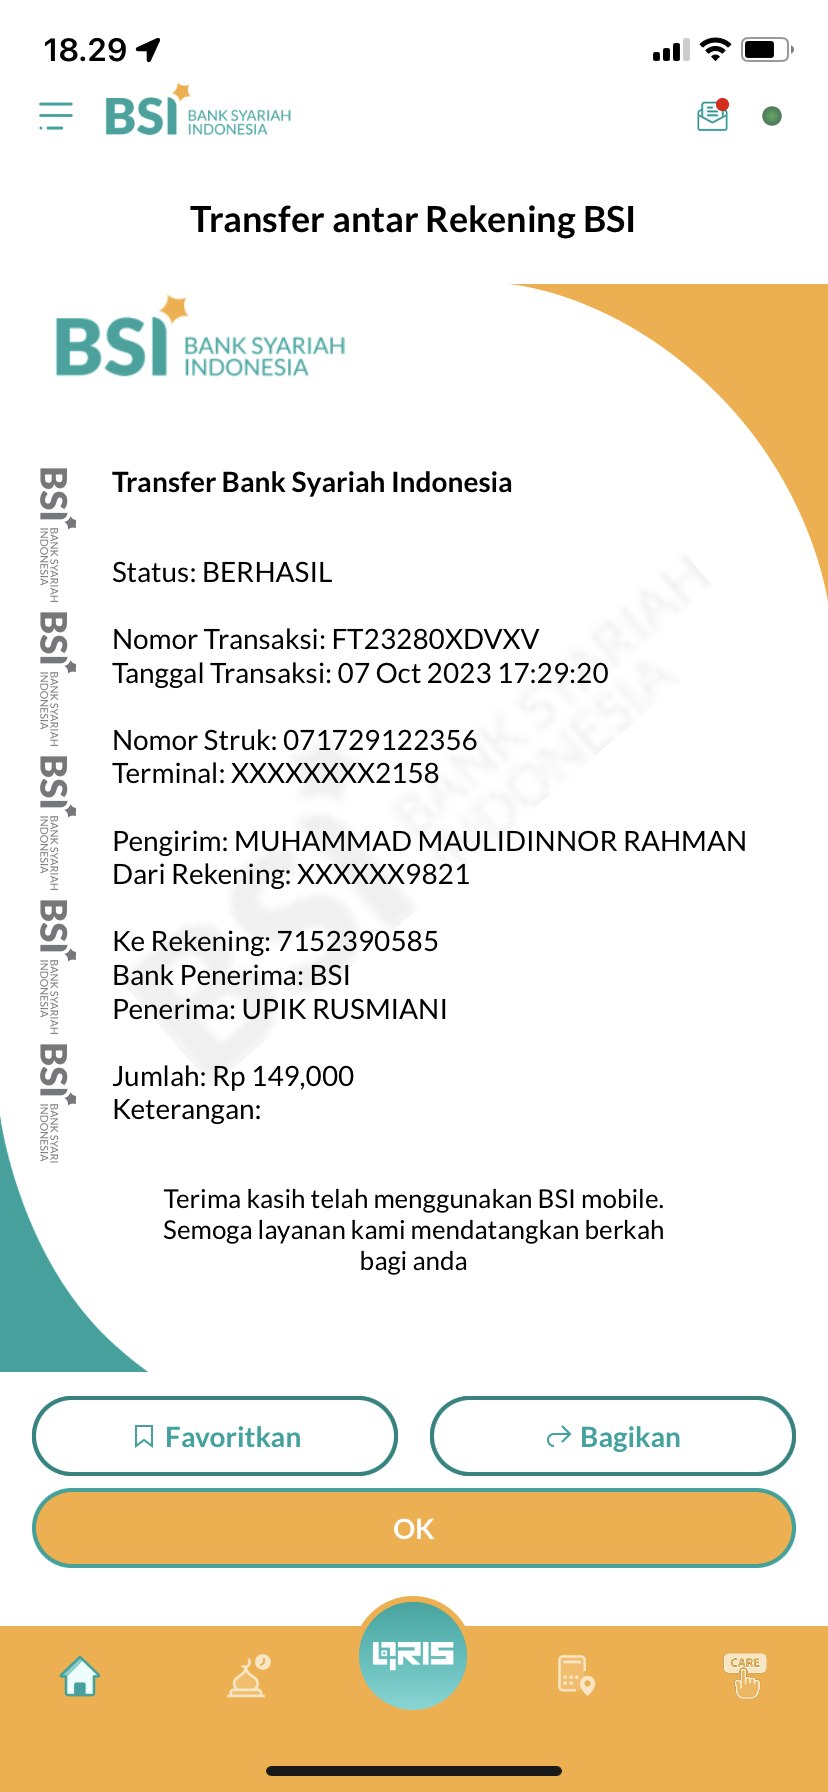 18.29
BSI BANK SYARIAH
INDONESIA
Transfer antar Rekening BSI
BSI BANK SYARIAH
INDONESIA
Transfer Bank Syariah Indonesia
Status: BERHASIL
Nomor Transaksi: FT23280XDVXV
Tanggal Transaksi: 07 Oct 2023 17:29:20
Nomor Struk: 071729122356
Terminal: XXXXXXXX2158
Pengirim: MUHAMMAD MAULIDINNOR RAHMAN
Dari Rekening: XXXXXX9821
Ke Rekening: 7152390585
Bank Penerima: BSI
Penerima: UPIK RUSMIANI
Jumlah: Rp 149,000
Keterangan:
Terima kasih telah menggunakan BSI mobile.
Semoga layanan kami mendatangkan berkah
bagi anda
BSI BANK SYARIAH
INDONESIA
BSI BANK SYARIAH
INDONESIA
BSI BANK SYARIAH
INDONESIA
BSI BANK SYARIAH
INDONESIA
BSI BANK SYARI
INDONESIA
BSI BANK SYARIAH
INDONESIA
Favoritkan
Bagikan
OK
QRIS
CARE